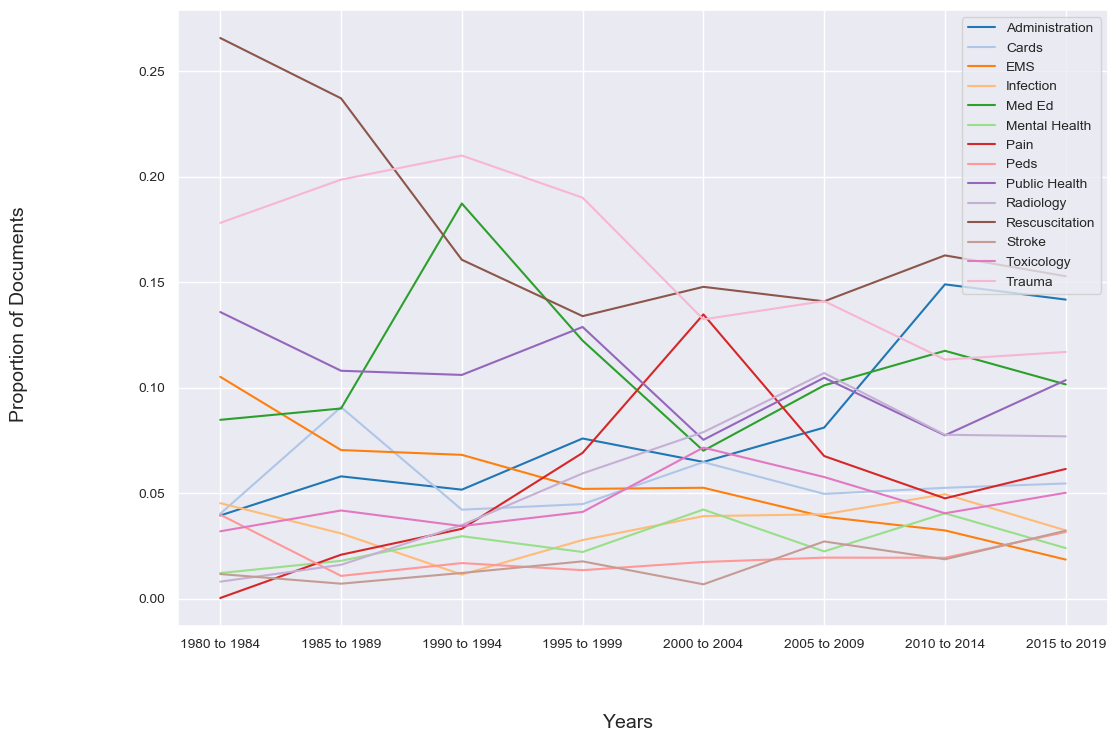 Proportion of Documents
0.25
0.20
0.15
0.10
0.05
0.00
Administration
Cards
EMS
Infection
Med Ed
Mental Health
Pain
Peds
Public Health
Radiology
Rescuscitation
Stroke
Toxicology
Trauma
1980 to 1984 1985 to 1989 1990 to 1994 1995 to 1999 2000 to 2004 2005 to 2009 2010 to 2014 2015 to 2019
Years